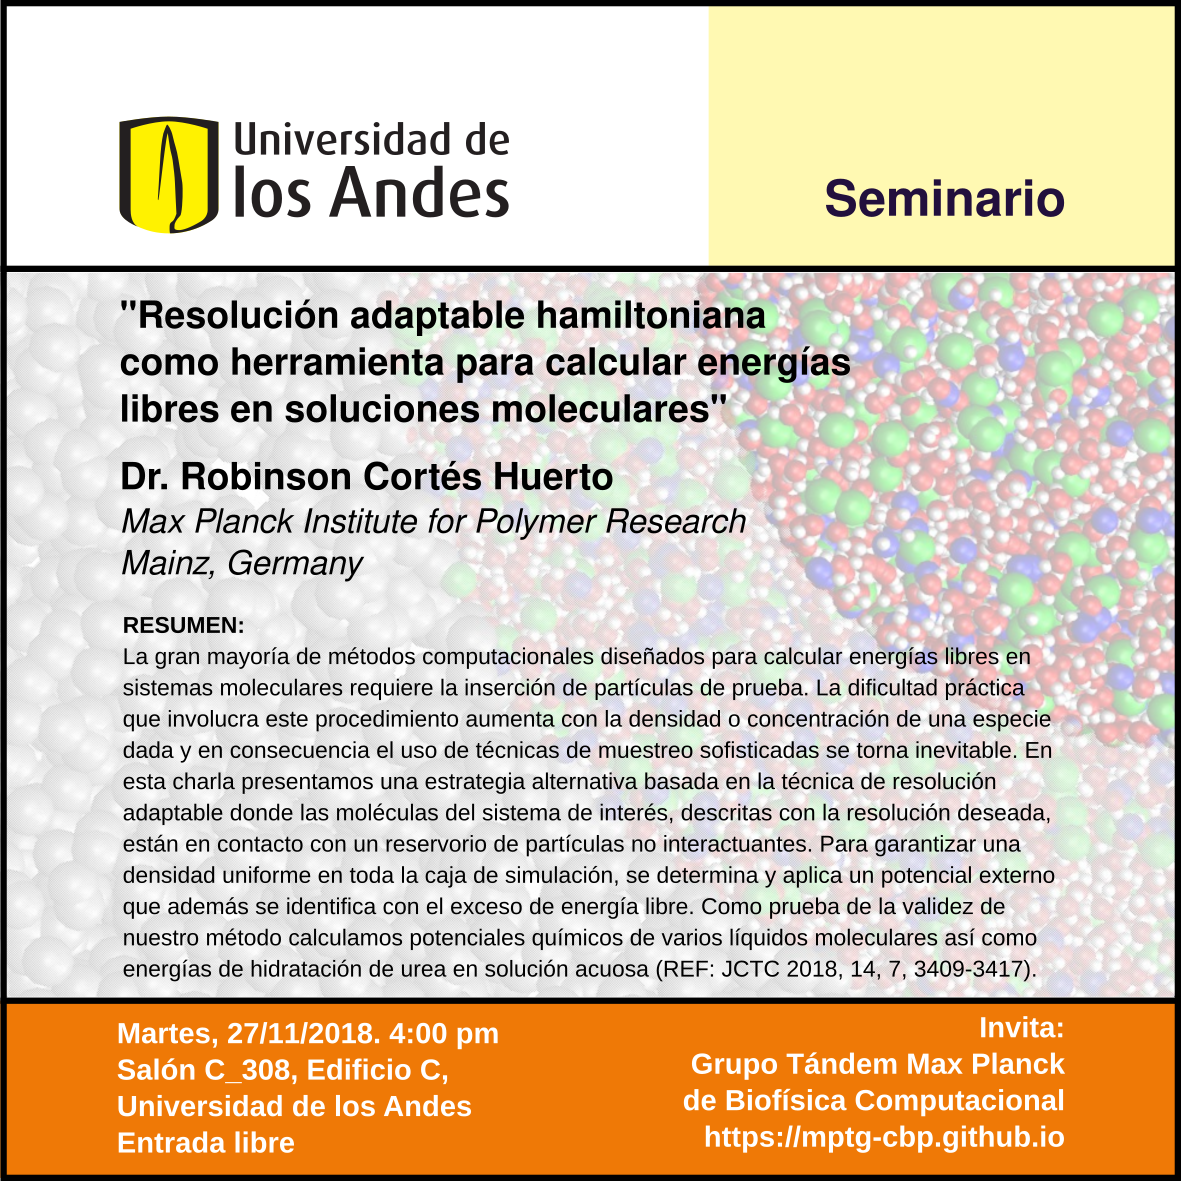 Universidad de
los Andes
Seminario
"Resolución adaptable hamiltoniana
como herramienta para calcular energías
libres en soluciones moleculares"
Dr. Robinson Cortés Huerto
Max Planck Institute for Polymer Research
Mainz, Germany
RESUMEN:
La gran mayoría de métodos computacionales diseñados para calcular energías libres en
sistemas moleculares requiere la inserción de partículas de prueba. La dificultad práctica
que involucra este procedimiento aumenta con la densidad o concentración de una especie
dada y en consecuencia el uso de técnicas de muestreo sofisticadas se torna inevitable. En
esta charla presentamos una estrategia alternativa basada en la técnica de resolución
adaptable donde las moléculas del sistema de interés, descritas con la resolución deseada,
están en contacto con un reservorio de partículas no interactuantes. Para garantizar una
densidad uniforme en toda la caja de simulación, se determina y aplica un potencial externo
que además se identifica con el exceso de energía libre. Como prueba de la validez de
nuestro método calculamos potenciales químicos de varios líquidos moleculares así como
energías de hidratación de urea en solución acuosa (REF: JCTC 2018, 14, 7, 3409-3417).
Martes, 27/11/2018. 4:00 pm
Salón C_308, Edificio C,
Universidad de los Andes
Entrada libre
Invita:
Grupo Tándem Max Planck
de Biofísica Computacional
https://mptg-cbp.github.io